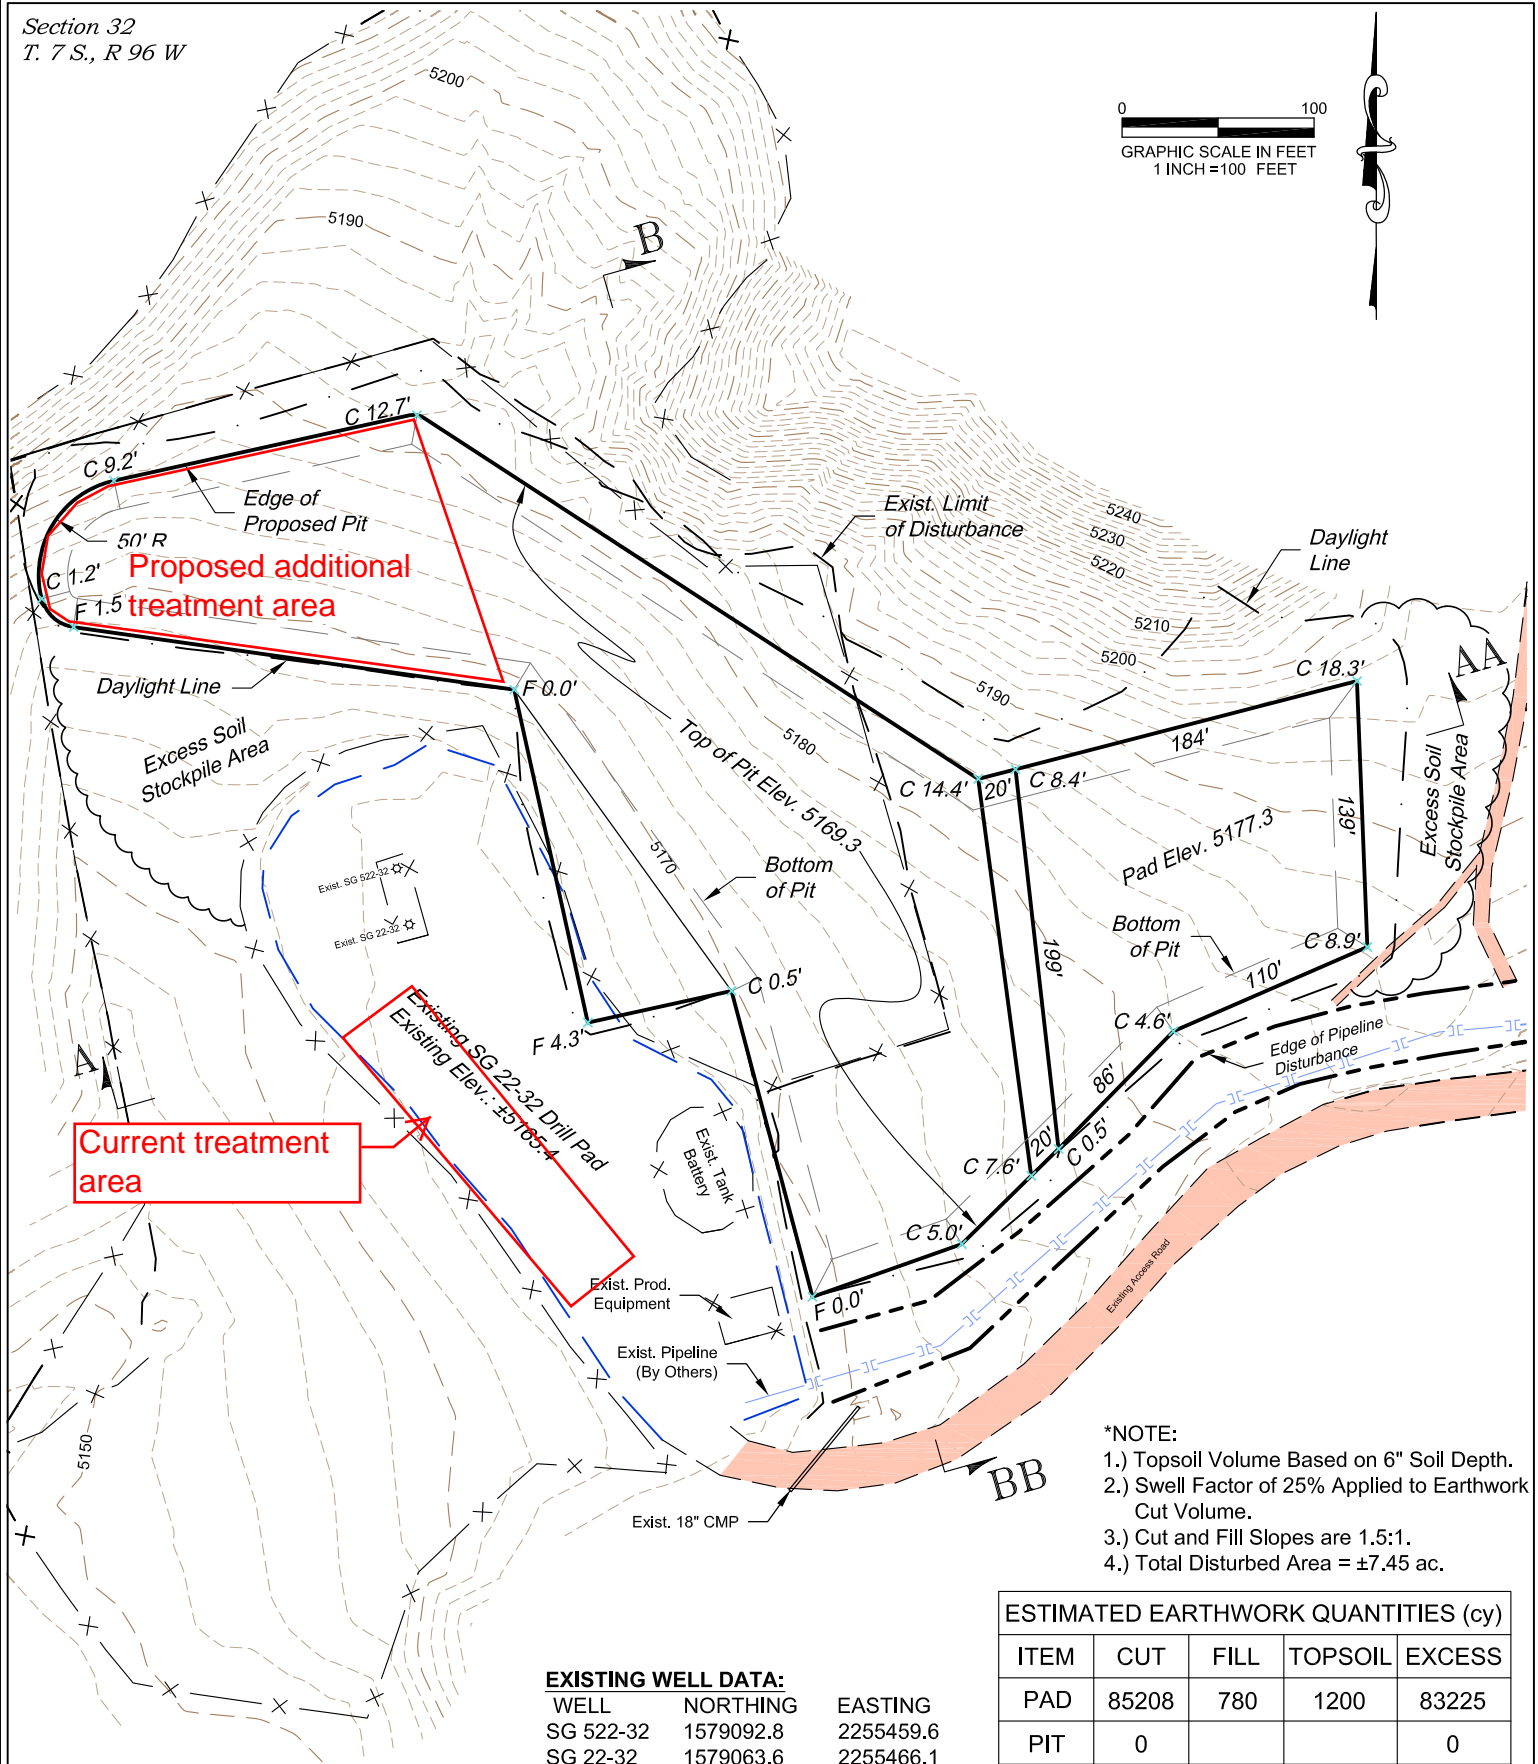 Section 32
T. 7 S., R 96 W
5200
0 100
GRAPHIC SCALE IN FEET
1 INCH =100 FEET
5190
B
C 12.7'
C 9.2'
Edge of
Proposed Pit
50' R
Proposed additional
treatment area
C 1.2'
F 1.5
Exist. Limit
of Disturbance
5240
5230
5220
5210
5200
5190
Daylight
Line
Daylight Line
F 0.0'
Excess Soil
Stockpile Area
Top of Pit Elev. 5169.3
5180
C 18.3'
AA
184'
C 14.4'
20'
C 8.4'
139'
Excess Soil
Stockpile Area
Pad Elev. 5177.3
5170
Bottom
of Pit
Exist. SG 522-32
Exist. SG 22-32
Bottom
of Pit
C 8.9'
199'
110'
C 0.5'
F 4.3'
C 4.6'
Edge of Pipeline
Disturbance
Existing SG 22-32 Drill Pad
Existing Elev.: ±5165.4
A
86'
Current treatment
area
Exist. Tank
Battery
20'
C 0.5'
C 7.6'
C 5.0'
Existing Access Road
Exist. Prod.
Equipment
F 0.0'
Exist. Pipeline
(By Others)
5150
BB
Exist. 18" CMP
*NOTE:
1.) Topsoil Volume Based on 6" Soil Depth.
2.) Swell Factor of 25% Applied to Earthwork
Cut Volume.
3.) Cut and Fill Slopes are 1.5:1.
4.) Total Disturbed Area = ±7.45 ac.
ESTIMATED EARTHWORK QUANTITIES (cy)
ITEM CUT FILL TOPSOIL EXCESS
PAD 85208 780 1200 83225
PIT 0 0
EXISTING WELL DATA:
WELL NORTHING EASTING
SG 522-32 1579092.8 2255459.6
SG 22-32 1579063.6 2255466.1